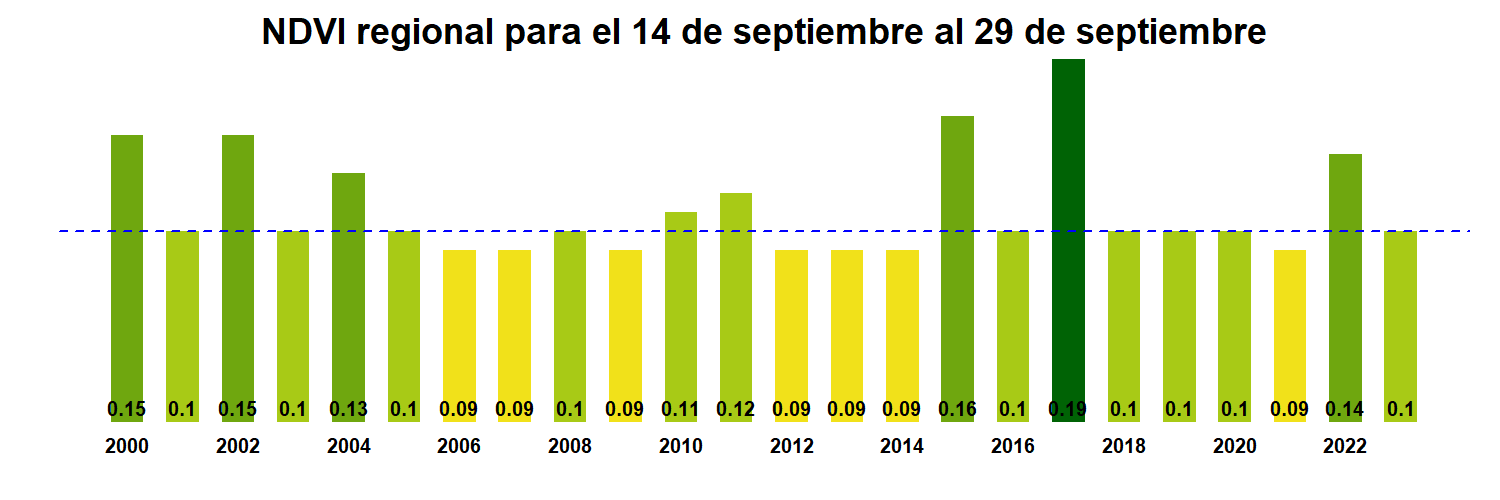 NDVI regional para el 14 de septiembre al 29 de septiembre
0.15 0.1 0.15 0.1 0.13 0.1 0.09 0.09 0.1 0.09 0.11 0.12 0.09 0.09 0.09 0.16 0.1 0.19 0.1 0.1 0.1 0.09 0.14 0.1
2000 2002 2004 2006 2008 2010 2012 2014 2016 2018 2020 2022